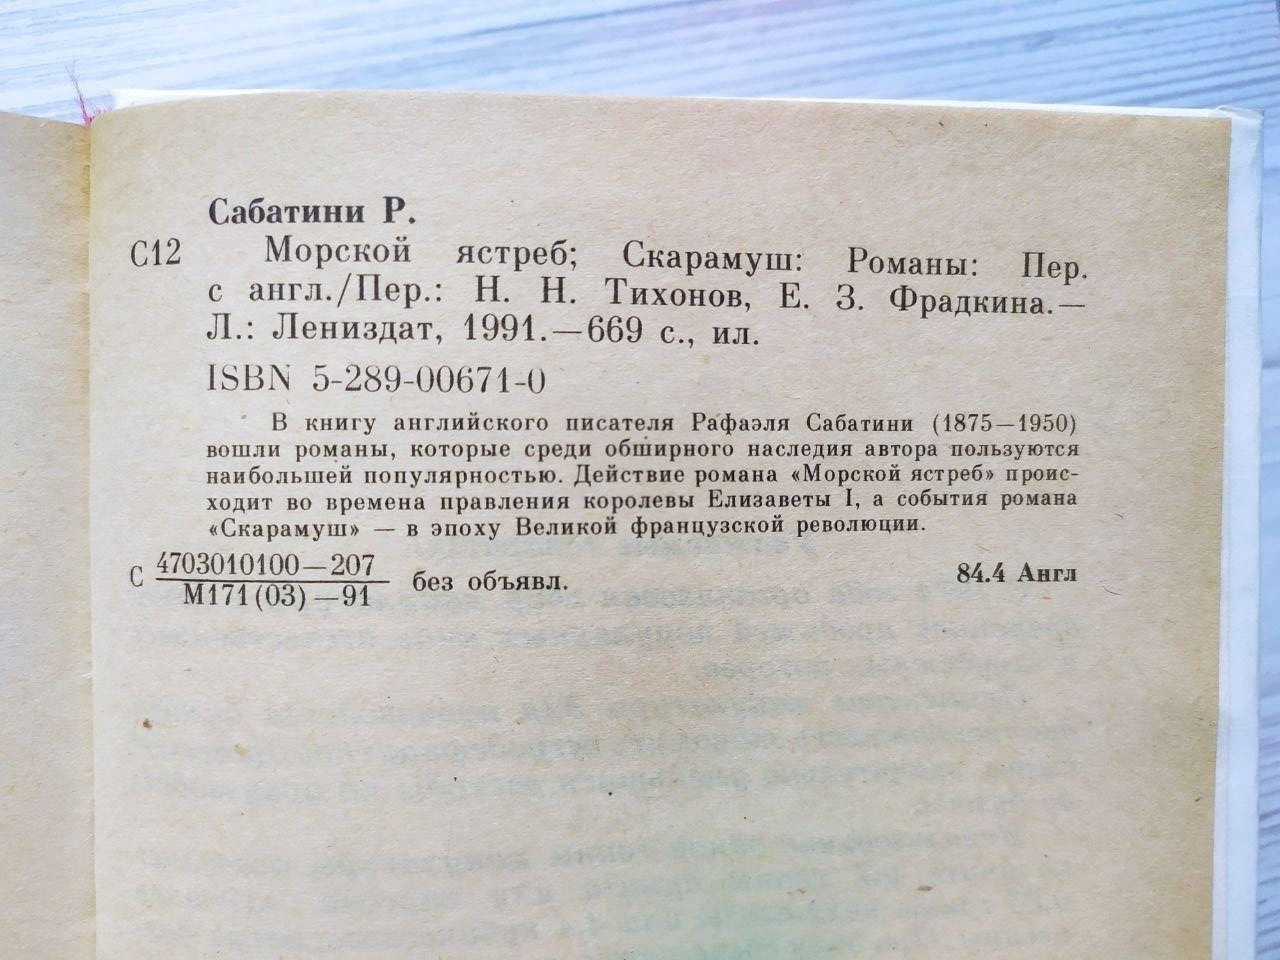 Сабатини Р.
С12 Морской ястреб; Скарамуш: Романы: Пер.
с англ./Пер.: Н. Н. Тихонов, Е. З. Фрадкина.—
Л.: Лениздат, 1991.—669 с., ил.
ISBN 5-289-00671-0
В книгу английского писателя Рафаэля Сабатини (1875—1950)
вошли романы, которые среди обширного наследия автора пользуются
наибольшей популярностью. Действие романа «Морской ястреб» проис-
ходит во времена правления королевы Елизаветы I, а события романа
«Скарамуш» — в эпоху Великой французской революции.
С 4703010100—207
М171(03)—91 без объявл. 84.4 Англ